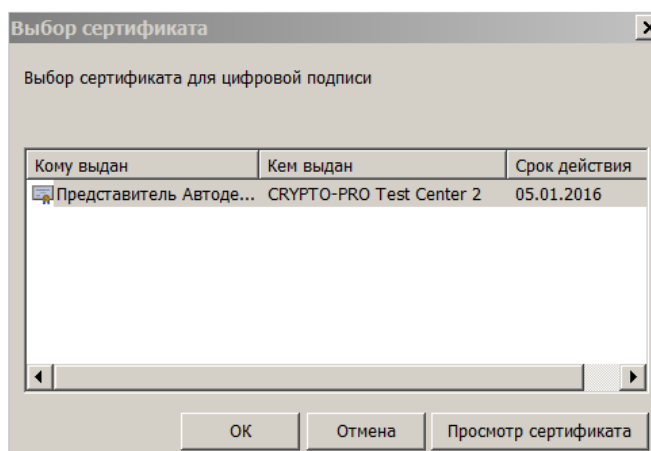 Выбор сертификата
Выбор сертификата для цифровой подписи
Кому выдан Кем выдан Срок действия
Представитель Автоде... CRYPTO-PRO Test Center 2 05.01.2016
ОК Отмена Просмотр сертификата